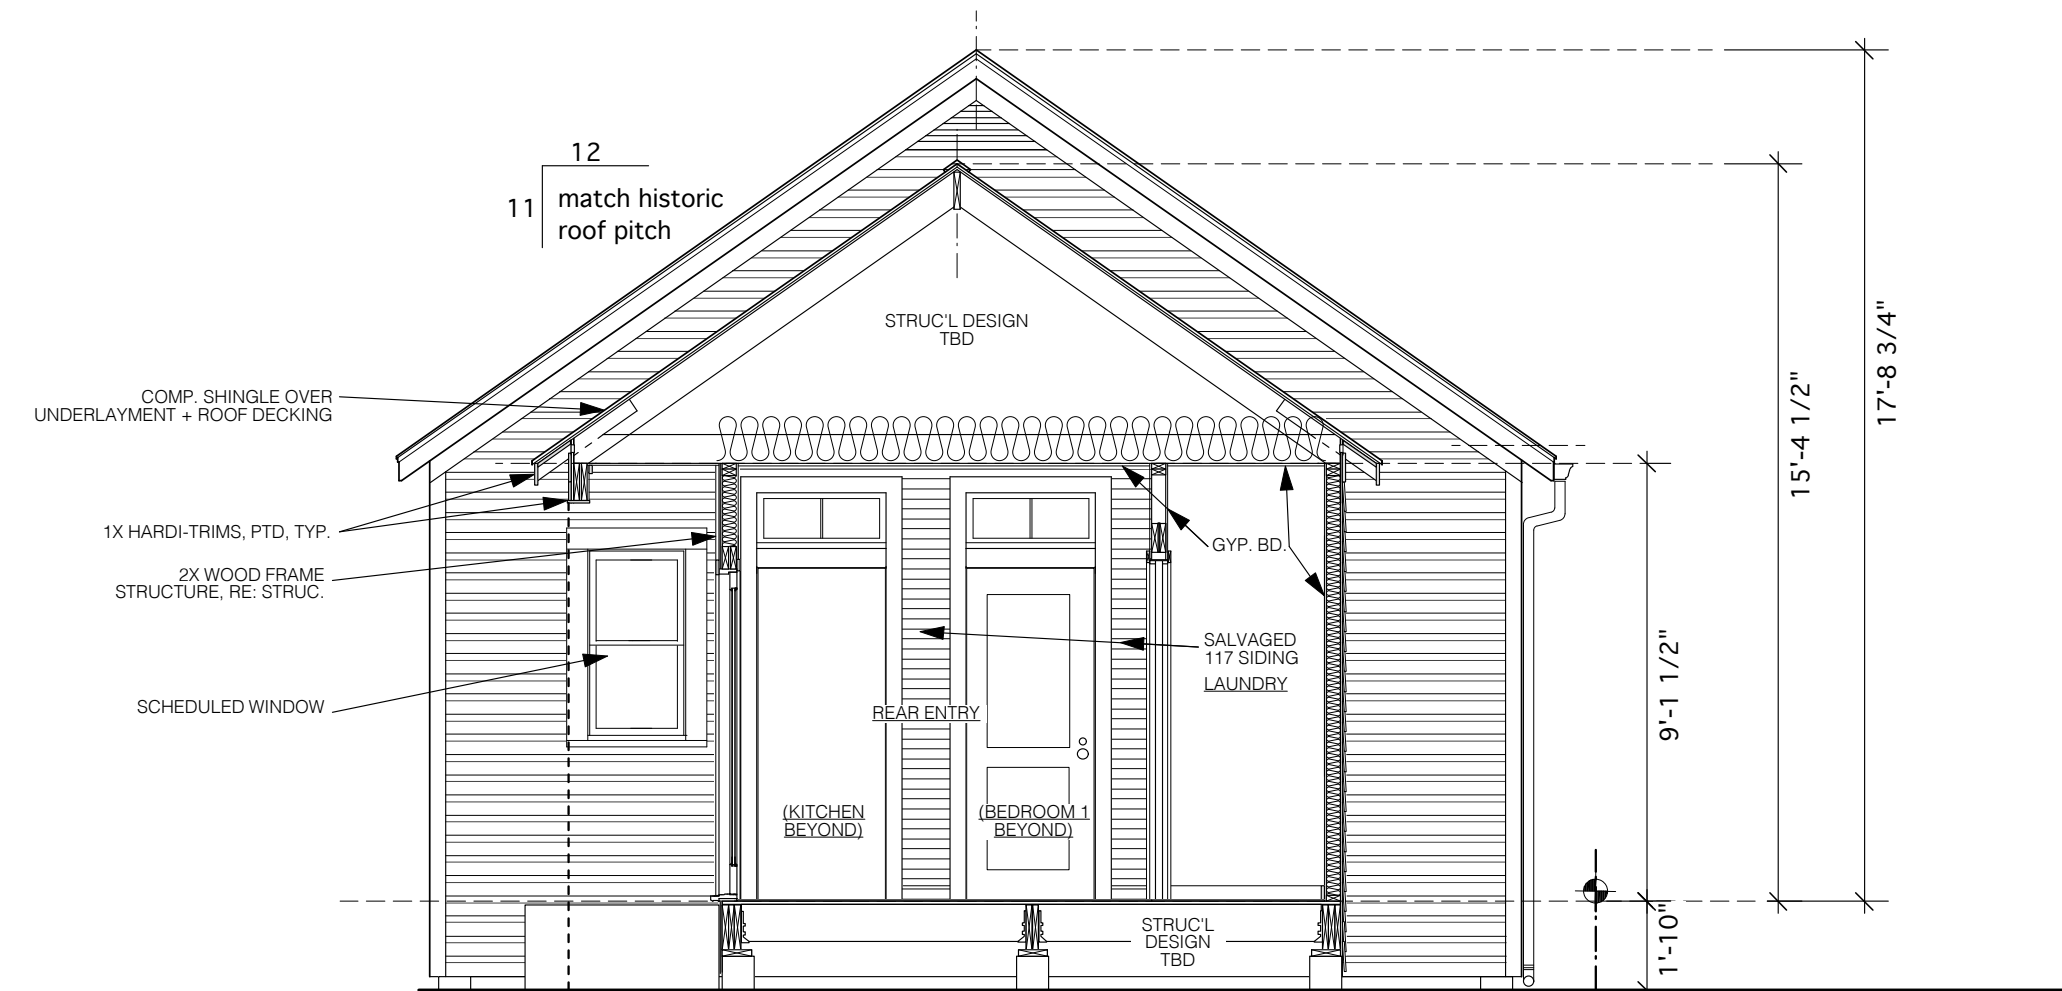 12
11
match historic
roof pitch
STRUC'L DESIGN
TBD
COMP. SHINGLE OVER
UNDERLAYMENT + ROOF DECKING
1X HARDI-TRIMS, PTD, TYP.
2X WOOD FRAME
STRUCTURE, RE: STRUC.
SCHEDULED WINDOW
GYP. BD.
SALVAGED
117 SIDING
LAUNDRY
REAR ENTRY
(KITCHEN
BEYOND)
(BEDROOM 1
BEYOND)
STRUC'L
DESIGN
TBD
9'-1 1/2"
1'-10"
15'-4 1/2"
17'-8 3/4"